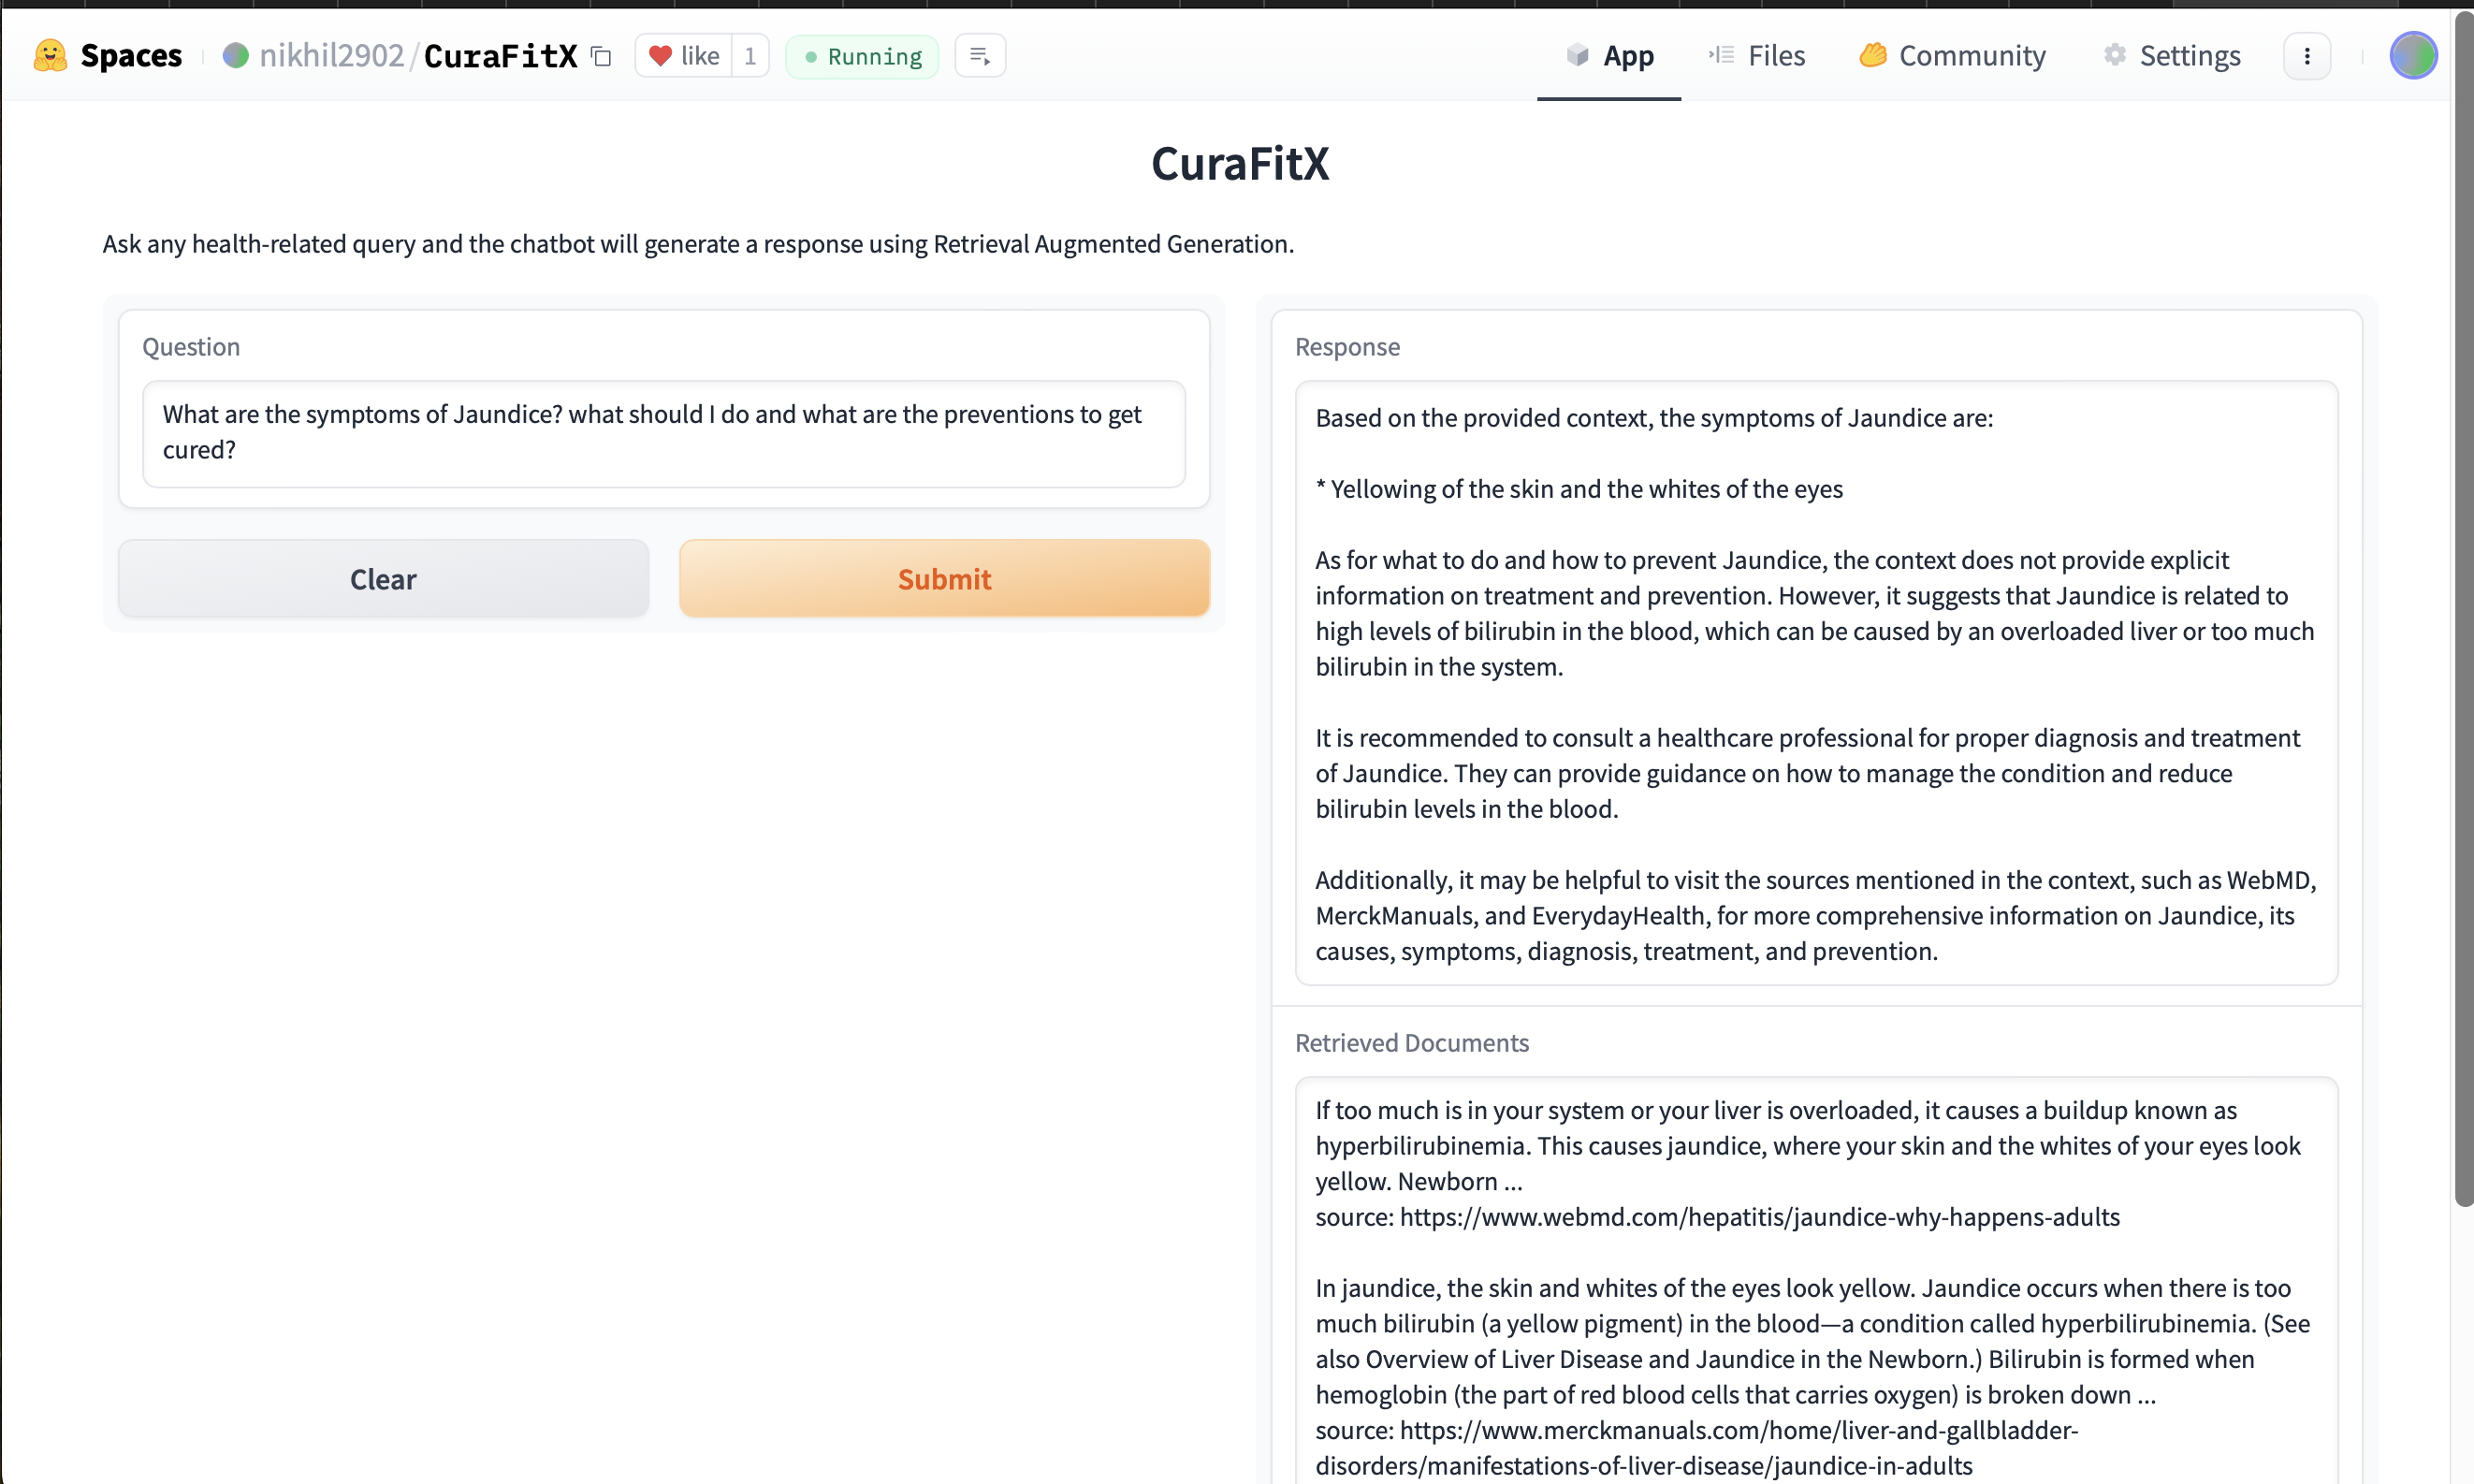 Spaces
nikhil2902/CuraFitX
like 1
Running
App
Files
Community
Settings
CuraFitX
Ask any health-related query and the chatbot will generate a response using Retrieval Augmented Generation.
Question
What are the symptoms of Jaundice? what should I do and what are the preventions to get
cured?
Clear
Submit
Response
Based on the provided context, the symptoms of Jaundice are:
* Yellowing of the skin and the whites of the eyes
As for what to do and how to prevent Jaundice, the context does not provide explicit
information on treatment and prevention. However, it suggests that Jaundice is related to
high levels of bilirubin in the blood, which can be caused by an overloaded liver or too much
bilirubin in the system.
It is recommended to consult a healthcare professional for proper diagnosis and treatment
of Jaundice. They can provide guidance on how to manage the condition and reduce
bilirubin levels in the blood.
Additionally, it may be helpful to visit the sources mentioned in the context, such as WebMD,
MerckManuals, and EverydayHealth, for more comprehensive information on Jaundice, its
causes, symptoms, diagnosis, treatment, and prevention.
Retrieved Documents
If too much is in your system or your liver is overloaded, it causes a buildup known as
hyperbilirubinemia. This causes jaundice, where your skin and the whites of your eyes look
yellow. Newborn ...
source: https://www.webmd.com/hepatitis/jaundice-why-happens-adults
In jaundice, the skin and whites of the eyes look yellow. Jaundice occurs when there is too
much bilirubin (a yellow pigment) in the blood—a condition called hyperbilirubinemia. (See
also Overview of Liver Disease and Jaundice in the Newborn.) Bilirubin is formed when
hemoglobin (the part of red blood cells that carries oxygen) is broken down ...
source: https://www.merckmanuals.com/home/liver-and-gallbladder-
disorders/manifestations-of-liver-disease/jaundice-in-adults